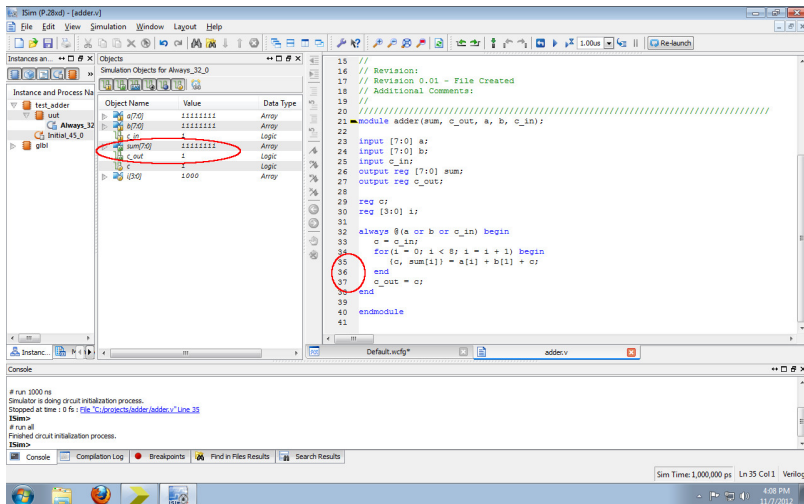 ISim (P.28xd) - [adder.v]
File Edit View Simulation Window Layout Help
1.00us Re-launch
Instances an...
Instance and Process Na
test_adder
uut
Always_32
Initial_45_0
glbl
Instanc...
Objects
Simulation Objects for Always_32_0
Object Name Value Data Type
a[7:0] 11111111 Array
b[7:0] 11111111 Array
c_in 1 Logic
sum[7:0] 11111111 Array
c_out 1 Logic
c 1 Logic
i[3:0] 1000 Array
15 //
16 // Revision:
17 // Revision 0.01 - File Created
18 // Additional Comments:
19 //
20 //////////////////////////////////////////////////////////////////////////////////
21 module adder(sum, c_out, a, b, c_in);
22
23 input [7:0] a;
24 input [7:0] b;
25 input c_in;
26 output reg [7:0] sum;
27 output reg c_out;
28
29 reg c;
30 reg [3:0] i;
31
32 always @(a or b or c_in) begin
33 c = c_in;
34 for(i = 0; i < 8; i = i + 1) begin
35 {c, sum[i]} = a[i] + b[i] + c;
36 end
37 c_out = c;
38 end
39
40 endmodule
41
Default.wcfg* adder.v
Console
# run 1000 ns
Simulator is doing circuit initialization process.
Stopped at time : 0 fs : File "C:/projects/adder/adder.v" Line 35
ISim>
# run all
Finished circuit initialization process.
ISim>
Console Compilation Log Breakpoints Find in Files Results Search Results
Sim Time: 1,000,000 ps Ln 35 Col 1 Verilog
4:08 PM
11/7/2012